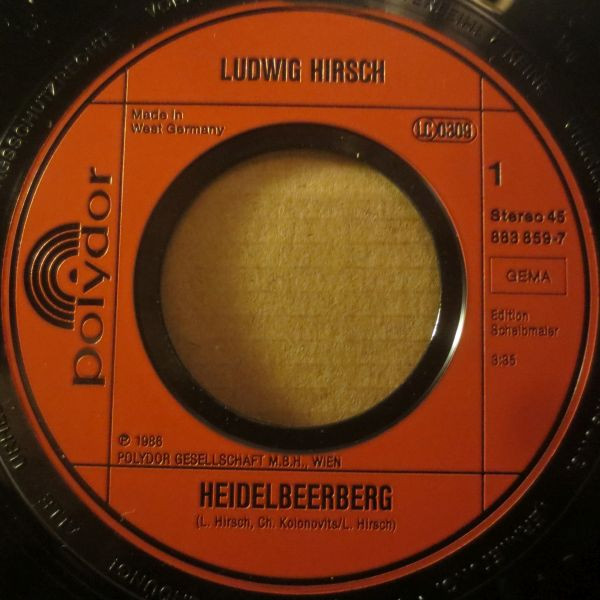 LUDWIG HIRSCH
Made in
West Germany
LC 0309
1
Stereo 45
883 859-7
GEMA
Edition
Scheibmaier
3:35
polydor
℗ 1986
POLYDOR GESELLSCHAFT M.B.H., WIEN
HEIDELBEERBERG
(L. Hirsch, Ch. Kolonovits/L. Hirsch)